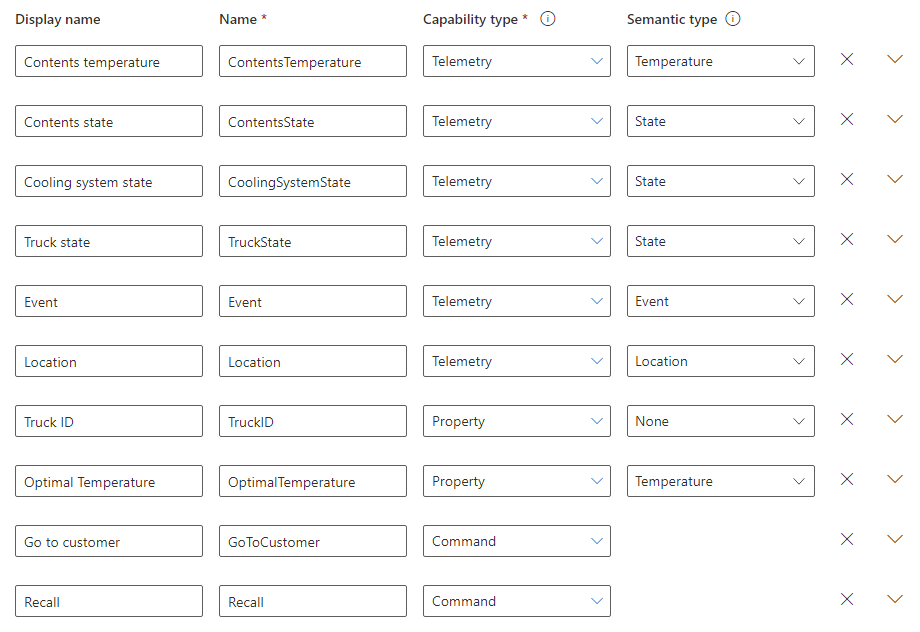 Display name Name * Capability type * Semantic type
Contents temperature ContentsTemperature Telemetry Temperature
Contents state ContentsState Telemetry State
Cooling system state CoolingSystemState Telemetry State
Truck state TruckState Telemetry State
Event Event Telemetry Event
Location Location Telemetry Location
Truck ID TruckID Property None
Optimal Temperature OptimalTemperature Property Temperature
Go to customer GoToCustomer Command
Recall Recall Command